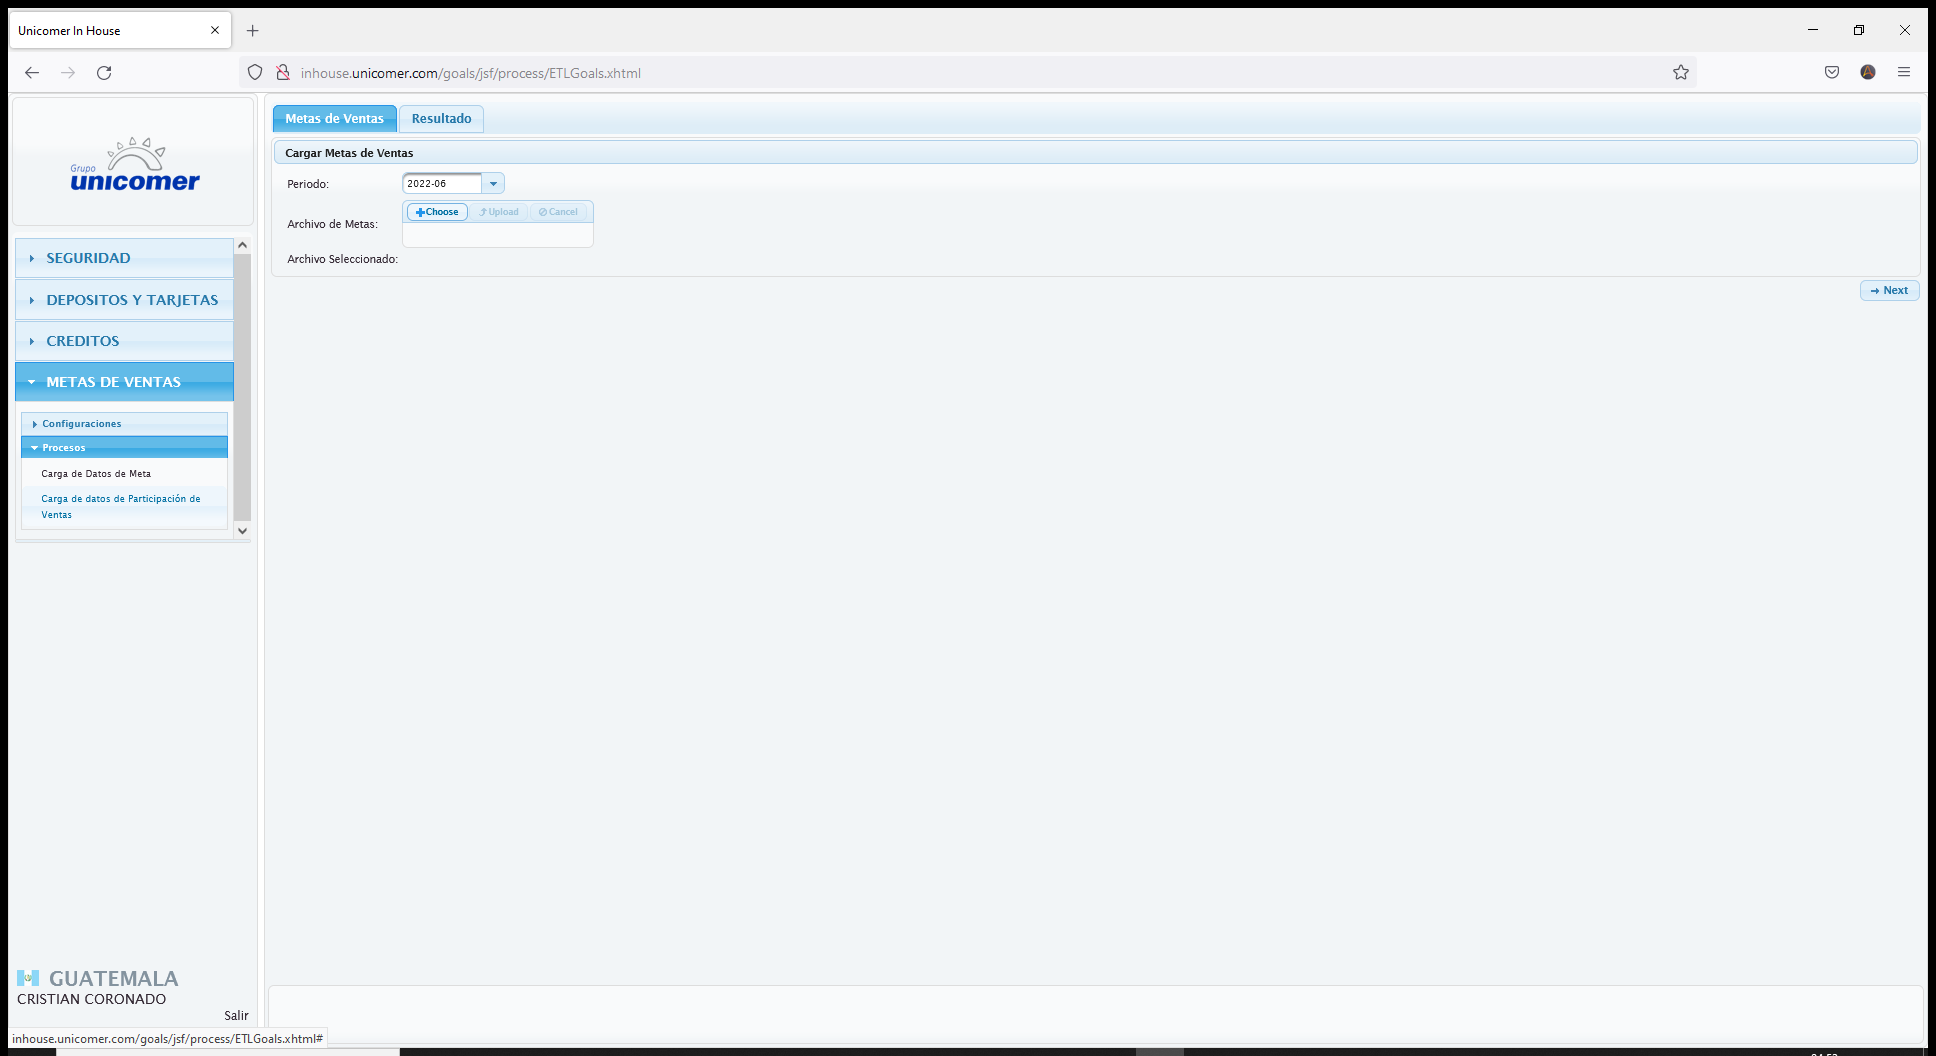 Unicomer In House
inhouse.unicomer.com/goals/jsf/process/ETLGoals.xhtml
Grupo
unicomer
SEGURIDAD
DEPOSITOS Y TARJETAS
CREDITOS
METAS DE VENTAS
Configuraciones
Procesos
Carga de Datos de Meta
Carga de datos de Participación de
Ventas
Metas de Ventas
Resultado
Cargar Metas de Ventas
Periodo:
2022-06
Archivo de Metas:
Choose
Upload
Cancel
Archivo Seleccionado:
Next
GUATEMALA
CRISTIAN CORONADO
Salir
inhouse.unicomer.com/goals/jsf/process/ETLGoals.xhtml#